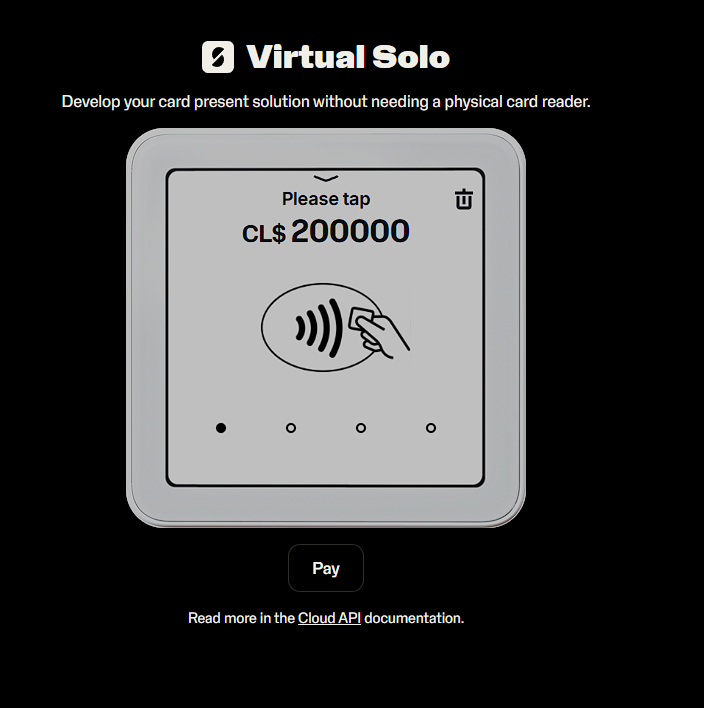 Virtual Solo
Develop your card present solution without needing a physical card reader.
Please tap
CL$ 200000
Pay
Read more in the Cloud API documentation.